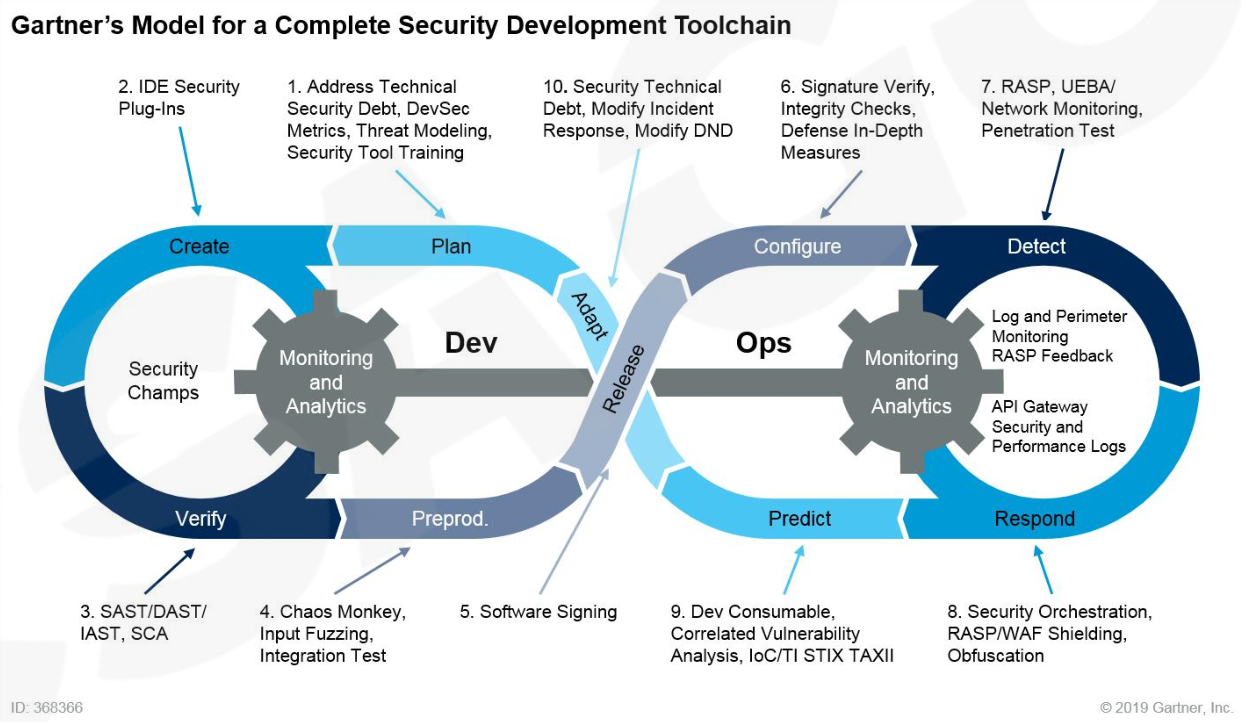 Gartner's Model for a Complete Security Development Toolchain
2. IDE Security
Plug-Ins
1. Address Technical
Security Debt, DevSec
Metrics, Threat Modeling,
Security Tool Training
10. Security Technical
Debt, Modify Incident
Response, Modify DND
6. Signature Verify,
Integrity Checks,
Defense In-Depth
Measures
7. RASP, UEBA/
Network Monitoring,
Penetration Test
Create
Plan
Adapt
Release
Configure
Detect
Security
Champs
Monitoring
and
Analytics
Dev
Ops
Monitoring
and
Analytics
Log and Perimeter
Monitoring
RASP Feedback
API Gateway
Security and
Performance Logs
Verify
Preprod.
Predict
Respond
3. SAST/DAST/
IAST, SCA
4. Chaos Monkey,
Input Fuzzing,
Integration Test
5. Software Signing
9. Dev Consumable,
Correlated Vulnerability
Analysis, IoC/TI STIX TAXII
8. Security Orchestration,
RASP/WAF Shielding,
Obfuscation
ID: 368366
© 2019 Gartner, Inc.